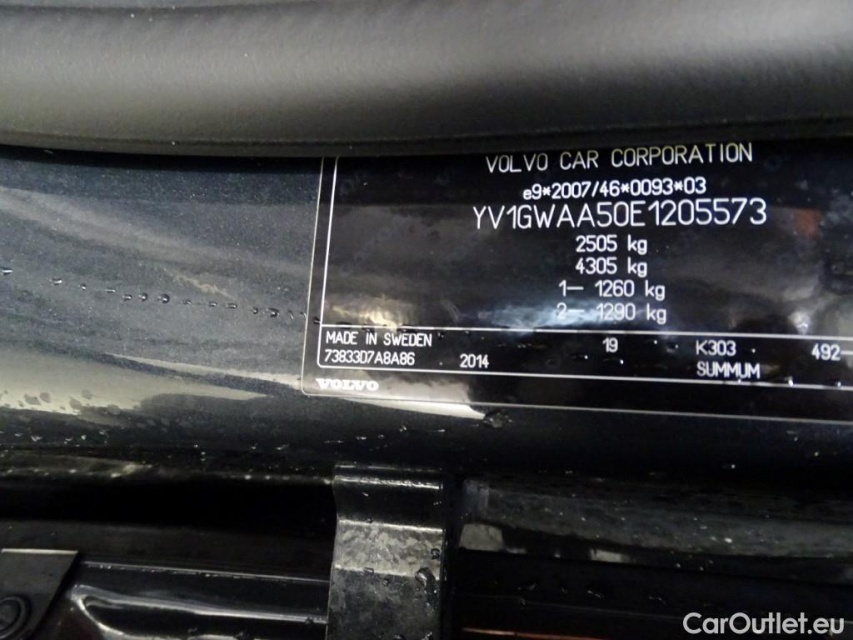 VOLVO CAR CORPORATION
e9*2007/46*0093*03
YV1GWAA50E1205573
2505 kg
4305 kg
1- 1260 kg
2- 1290 kg
MADE IN SWEDEN 19 K303 492-
73833D7A8A86 2014 SUMMUM
VOLVO
CarOutlet.eu